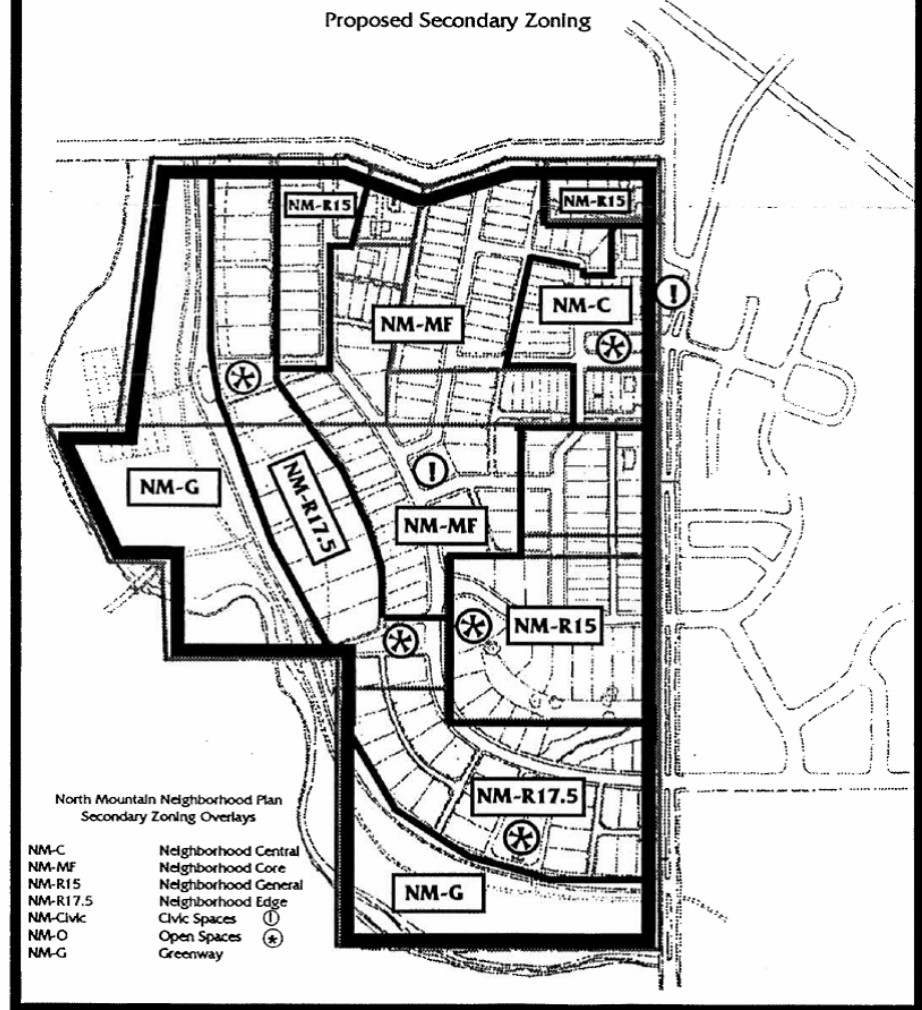 Proposed Secondary Zoning
NM-R15
NM-R15
NM-C
!
NM-MF
NM-G
NM-R17.5
!
NM-MF
NM-R15
NM-R17.5
NM-G
North Mountain Neighborhood Plan
Secondary Zoning Overlays
NM-C Neighborhood Central
NM-MF Neighborhood Core
NM-R15 Neighborhood General
NM-R17.5 Neighborhood Edge
NM-Civic Civic Spaces !
NM-O Open Spaces *
NM-G Greenway